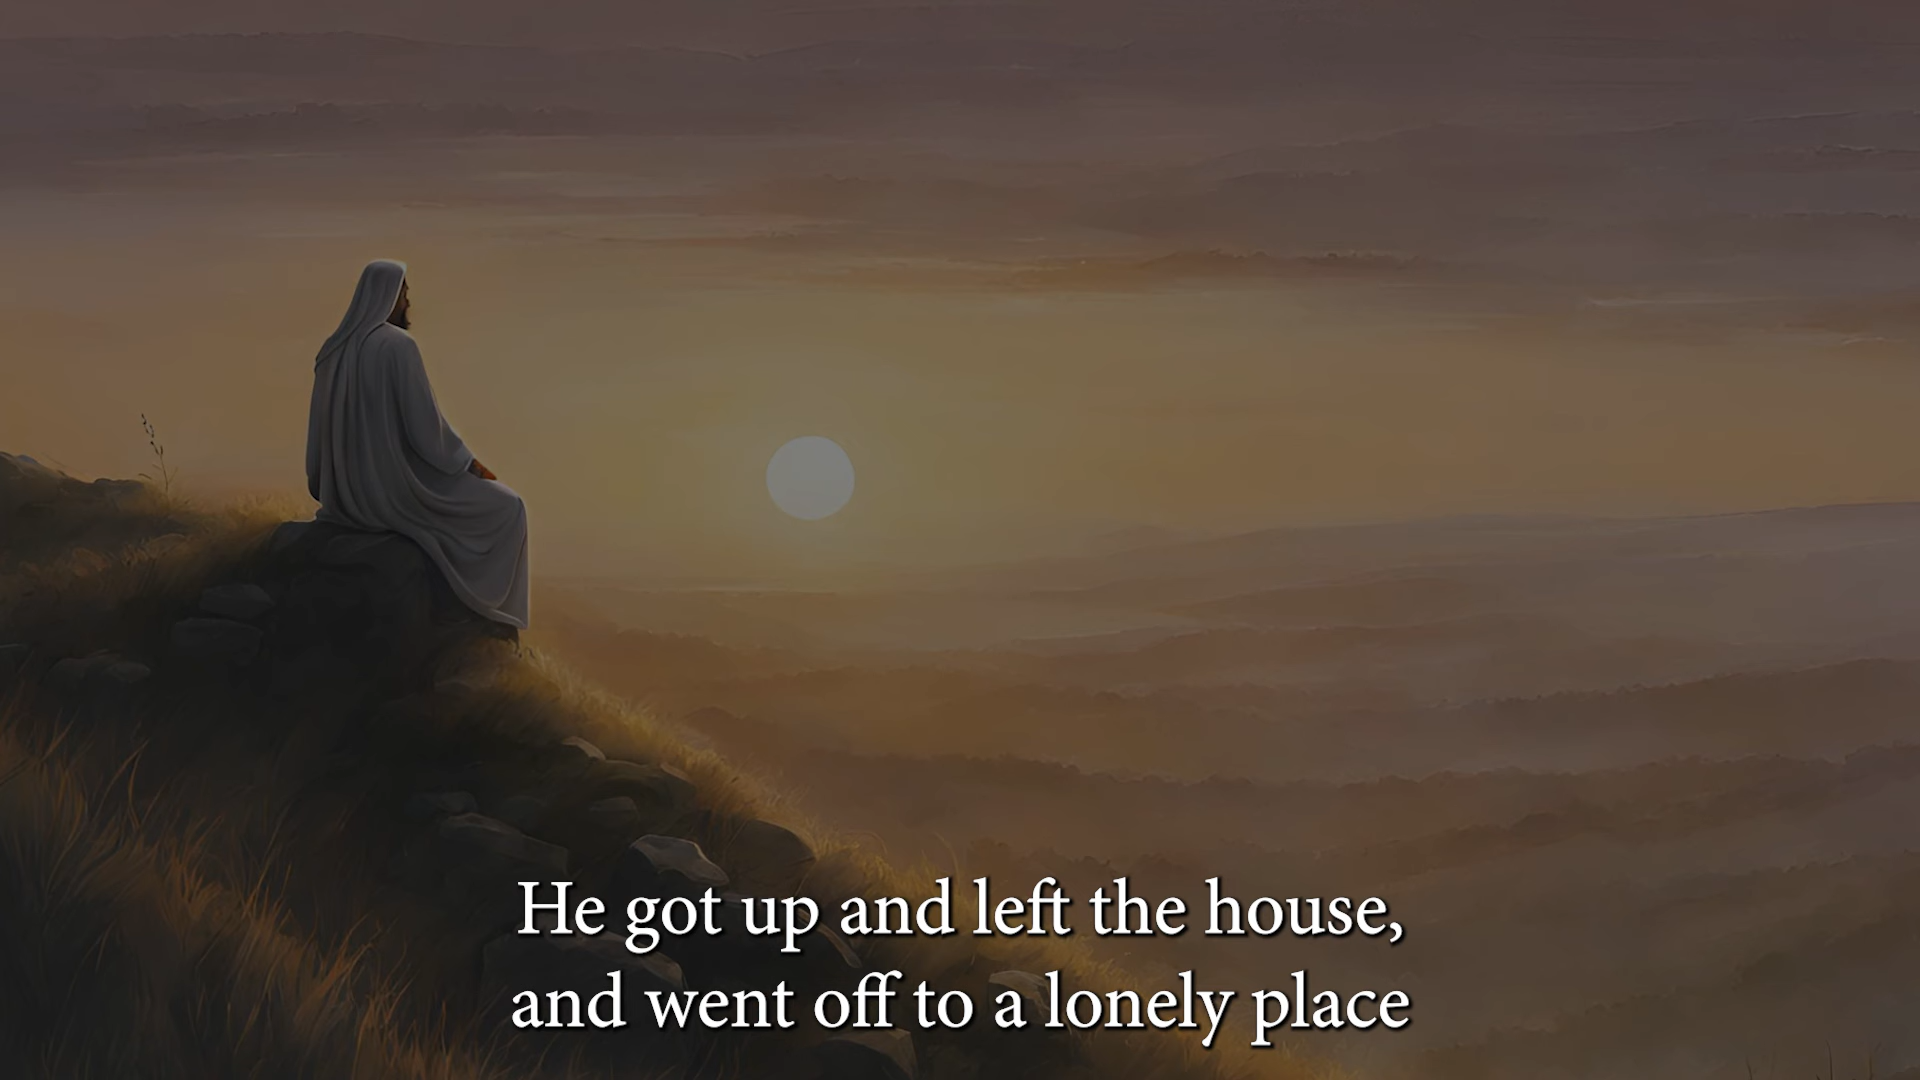 He got up and left the house,
and went off to a lonely place